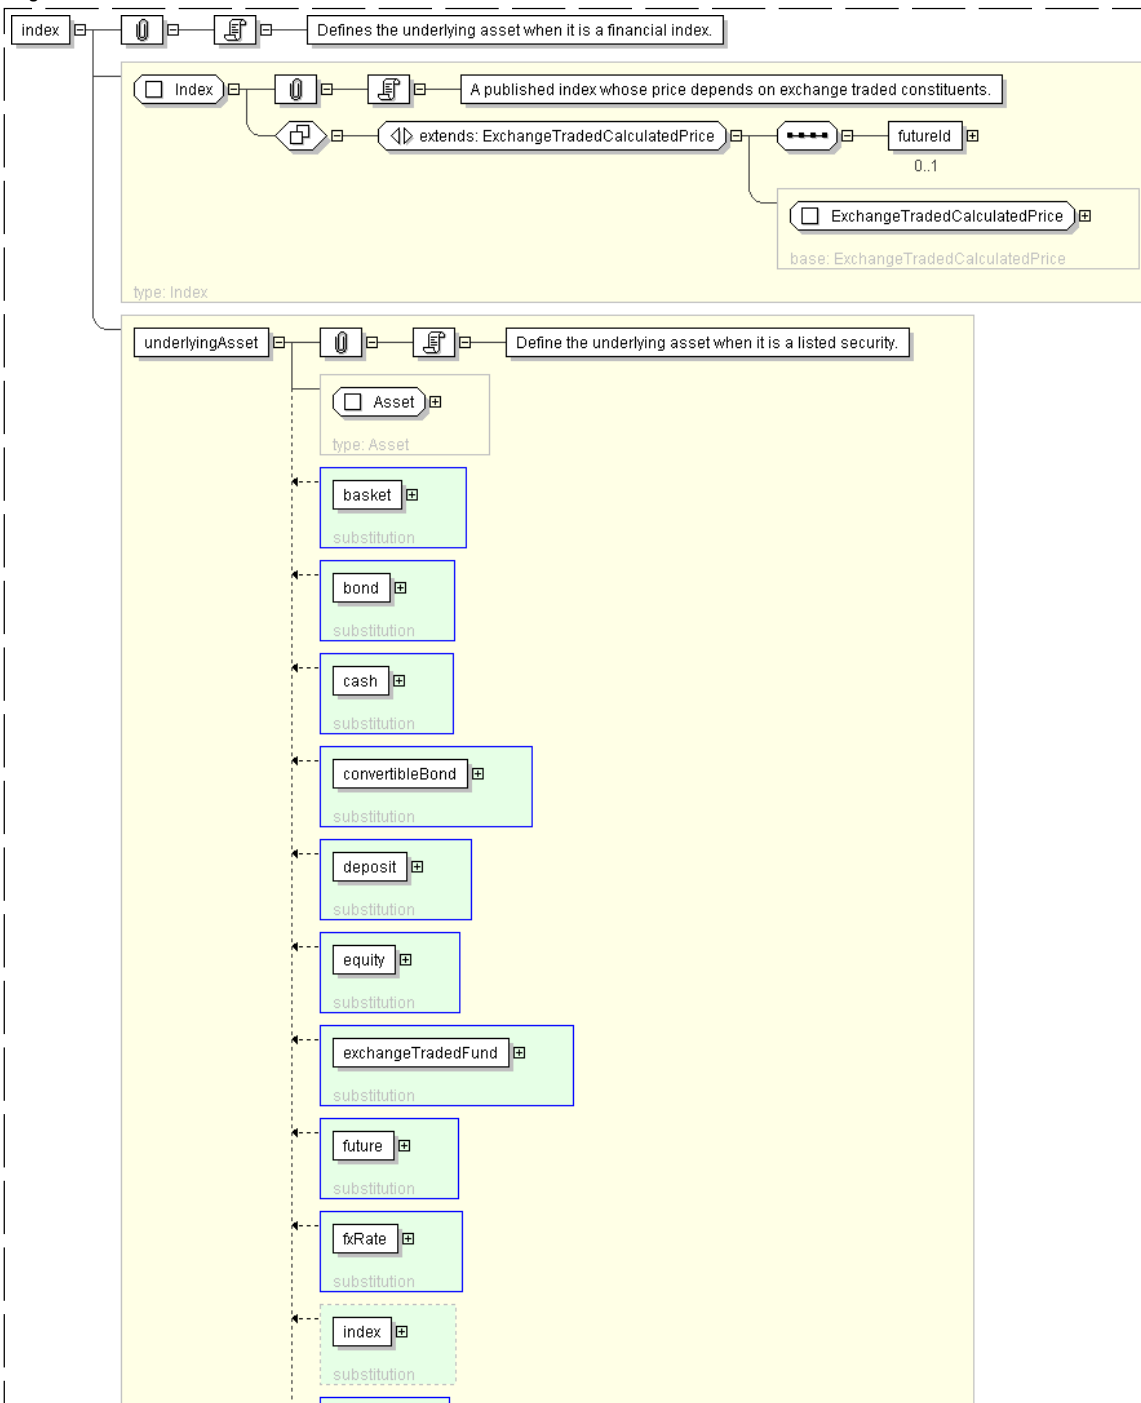 index
Defines the underlying asset when it is a financial index.
Index
A published index whose price depends on exchange traded constituents.
extends: ExchangeTradedCalculatedPrice
futureId
0..1
ExchangeTradedCalculatedPrice
base: ExchangeTradedCalculatedPrice
type: Index
underlyingAsset
Define the underlying asset when it is a listed security.
Asset
type: Asset
basket
substitution
bond
substitution
cash
substitution
convertibleBond
substitution
deposit
substitution
equity
substitution
exchangeTradedFund
substitution
future
substitution
fxRate
substitution
index
substitution